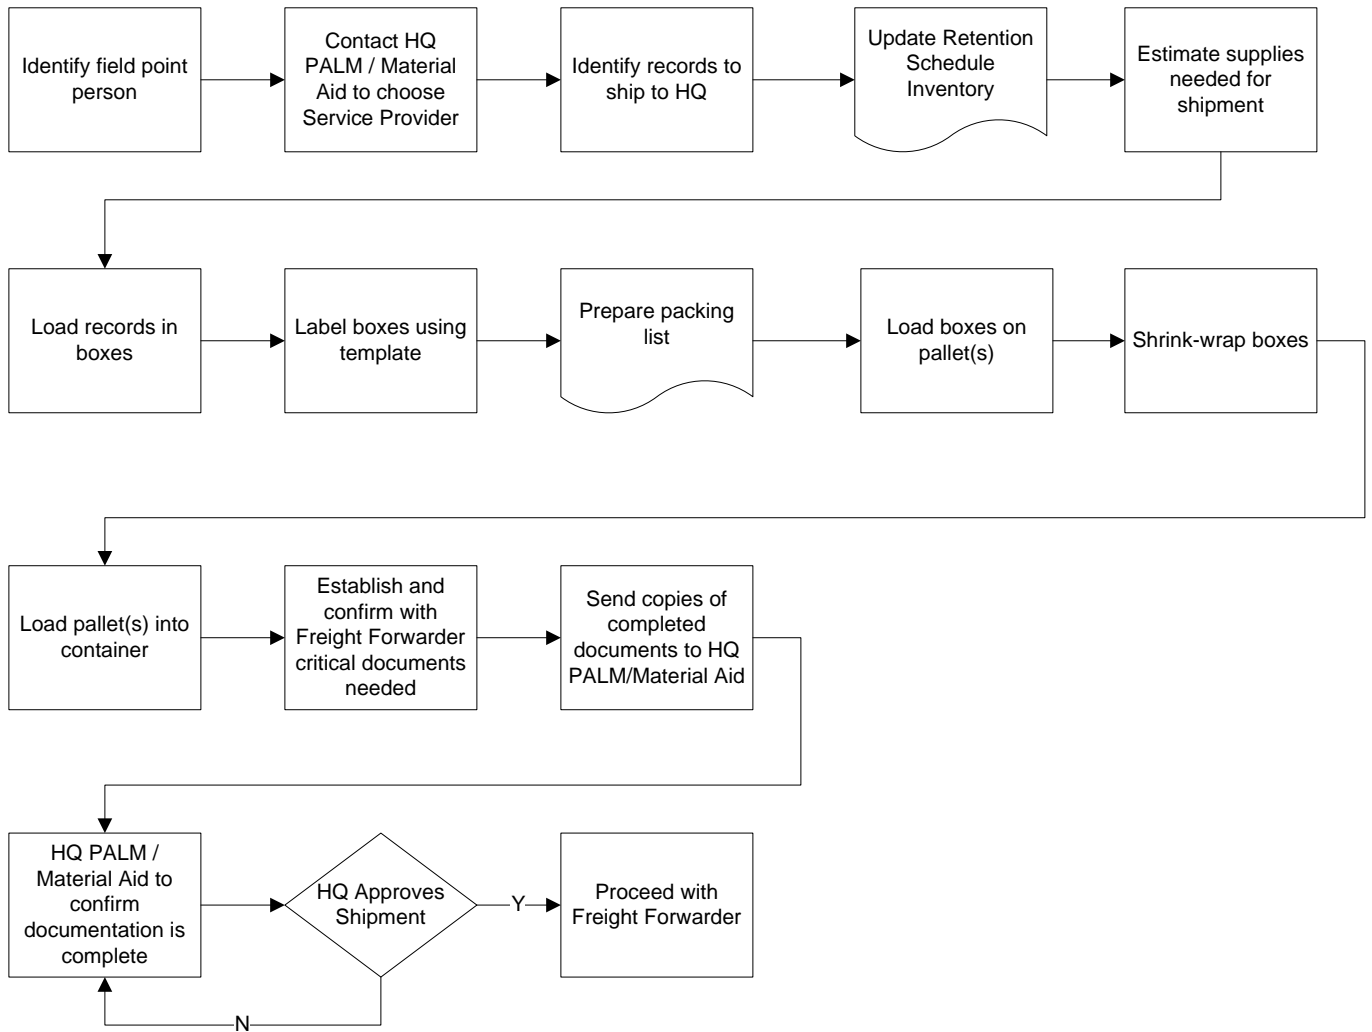 Identify field point
person
Contact HQ
PALM / Material
Aid to choose
Service Provider
Identify records to
ship to HQ
Update Retention
Schedule
Inventory
Estimate supplies
needed for
shipment
Load records in
boxes
Label boxes using
template
Prepare packing
list
Load boxes on
pallet(s)
Shrink-wrap boxes
Load pallet(s) into
container
Establish and
confirm with
Freight Forwarder
critical documents
needed
Send copies of
completed
documents to HQ
PALM/Material Aid
HQ PALM /
Material Aid to
confirm
documentation is
complete
HQ Approves
Shipment
Y
Proceed with
Freight Forwarder
N